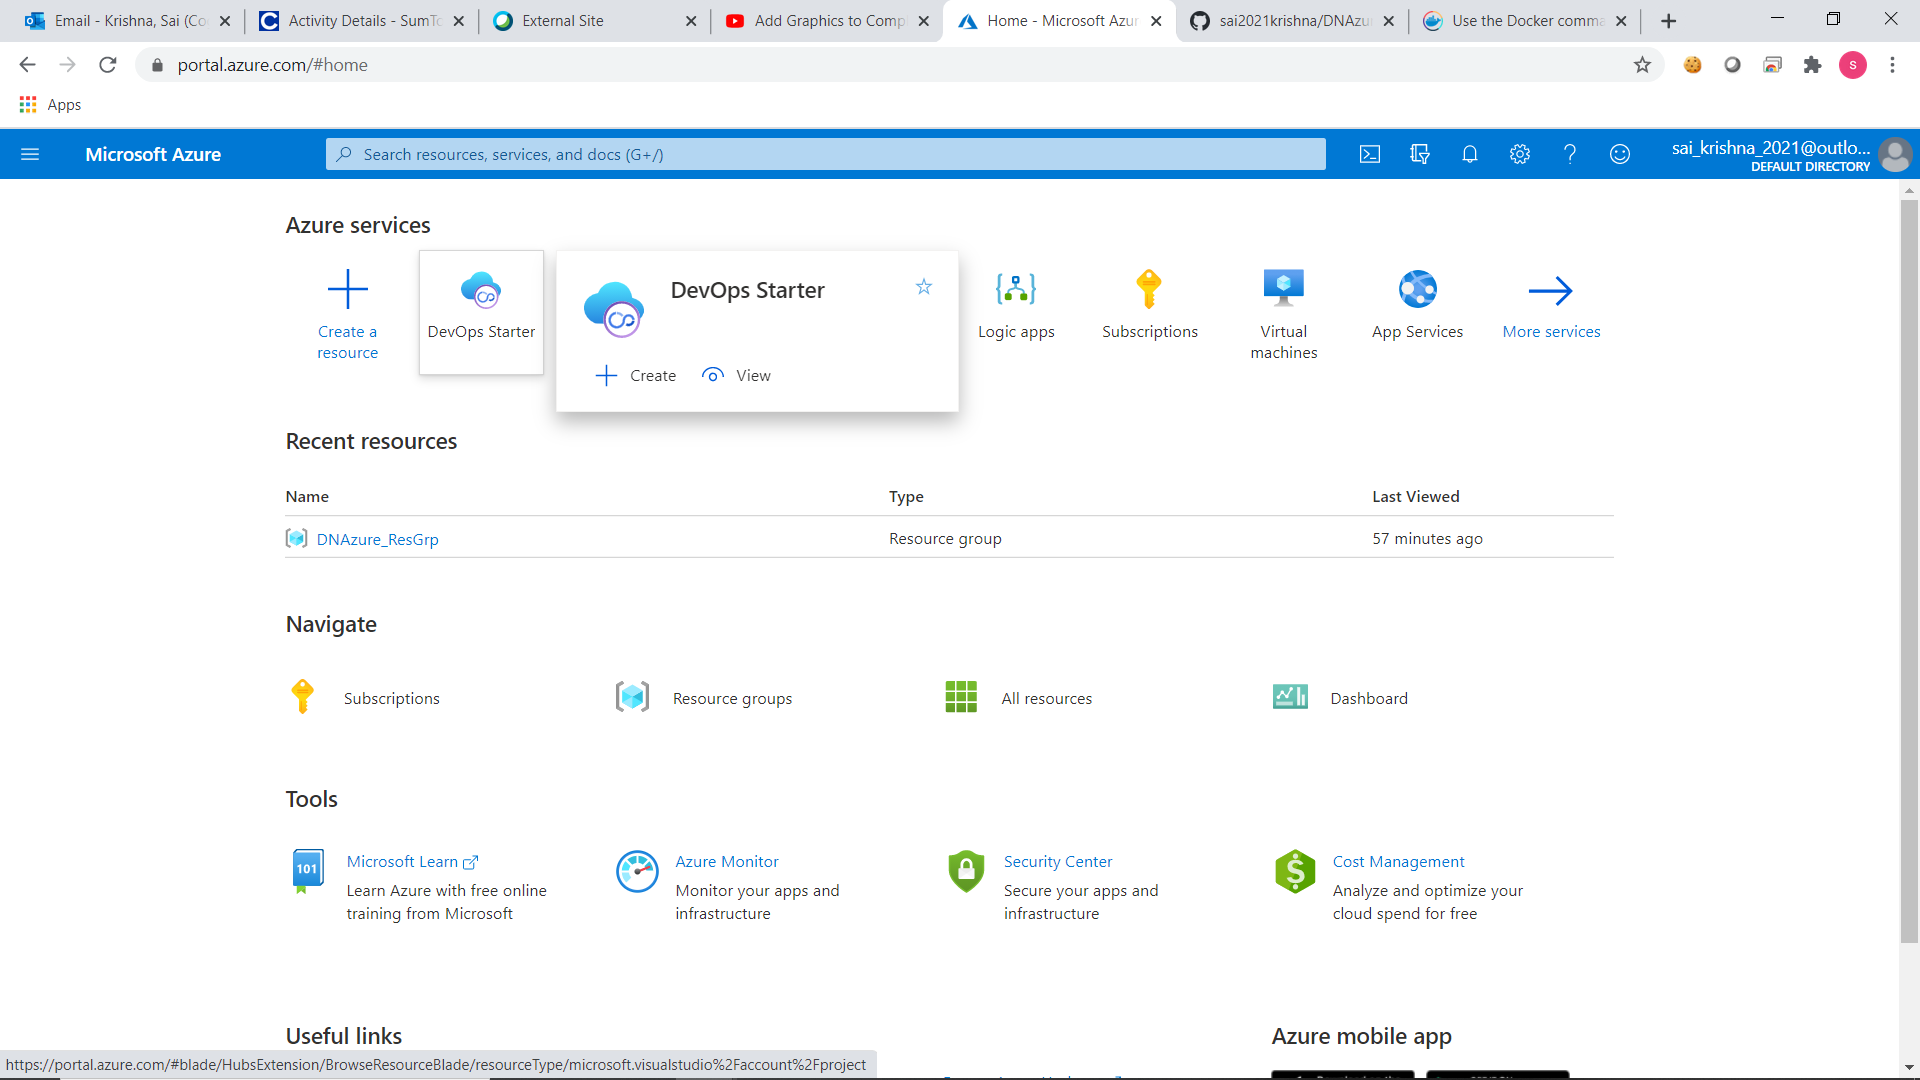 Email - Krishna, Sai (Co
Activity Details - SumTo
External Site
Add Graphics to Comp
Home - Microsoft Azur
sai2021krishna/DNAzu
Use the Docker comma
portal.azure.com/#home
S
Apps
Microsoft Azure
Search resources, services, and docs (G+/)
sai_krishna_2021@outlo...
DEFAULT DIRECTORY
Azure services
Create a
resource
DevOps Starter
DevOps Starter
Create
View
Logic apps
Subscriptions
Virtual
machines
App Services
More services
Recent resources
Name Type Last Viewed
DNAzure_ResGrp Resource group 57 minutes ago
Navigate
Subscriptions
Resource groups
All resources
Dashboard
Tools
101
Microsoft Learn
Learn Azure with free online
training from Microsoft
Azure Monitor
Monitor your apps and
infrastructure
Security Center
Secure your apps and
infrastructure
Cost Management
Analyze and optimize your
cloud spend for free
Useful links
Azure mobile app
https://portal.azure.com/#blade/HubsExtension/BrowseResourceBlade/resourceType/microsoft.visualstudio%2Faccount%2Fproject